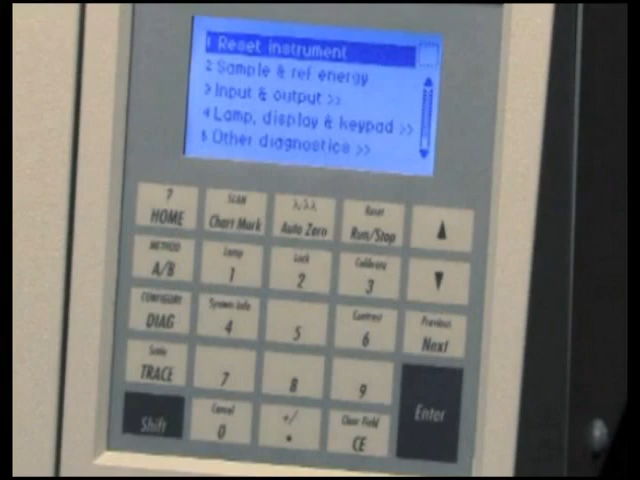 1 Reset instrument
2 Sample & ref energy
3 Input & output >>
4 Lamp, display & keypad >>
5 Other diagnostics >>
? SCAN λ/λλ Reset
HOME Chart Mark Auto Zero Run/Stop ▲
METHOD Lamp Lock Calibrate
A/B 1 2 3 ▼
CONFIGURE System Info Contrast Previous
DIAG 4 5 6 Next
Scale
TRACE 7 8 9 Enter
Cancel +/ Clear Field
Shift 0 . CE